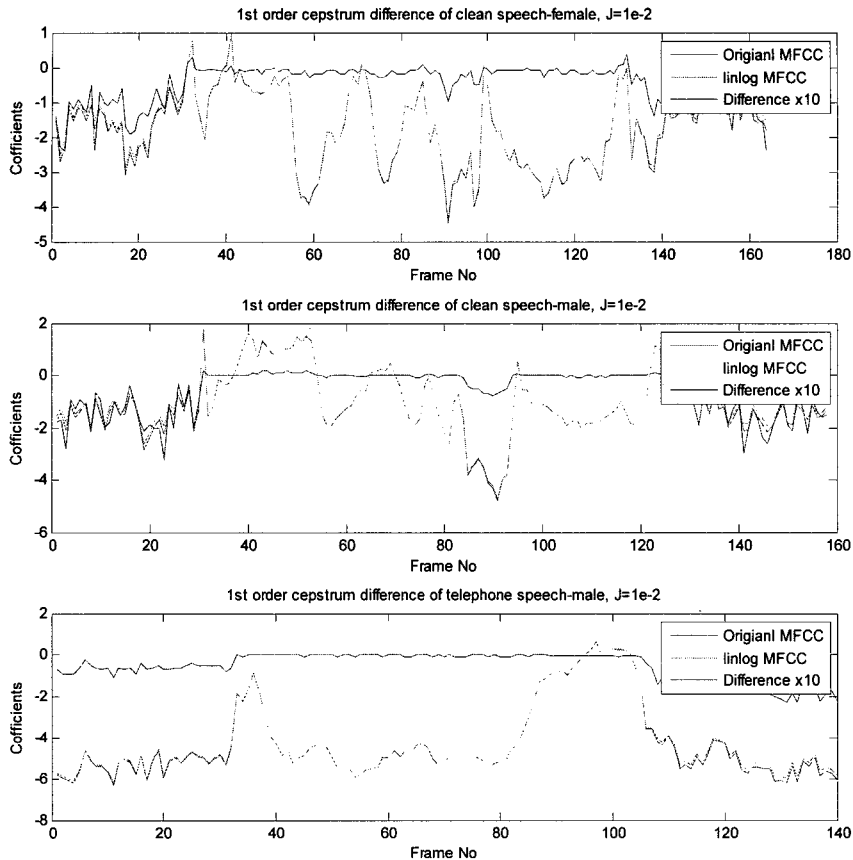 1st order cepstrum difference of clean speech-female, J=1e-2
1
0
-1
-2
-3
-4
-5
Cofficients
Origianl MFCC
linlog MFCC
Difference x10
0 20 40 60 80 100 120 140 160 180
Frame No
1st order cepstrum difference of clean speech-male, J=1e-2
2
0
-2
-4
-6
Cofficients
Origianl MFCC
linlog MFCC
Difference x10
0 20 40 60 80 100 120 140 160
Frame No
1st order cepstrum difference of telephone speech-male, J=1e-2
2
0
-2
-4
-6
-8
Cofficients
Origianl MFCC
linlog MFCC
Difference x10
0 20 40 60 80 100 120 140
Frame No